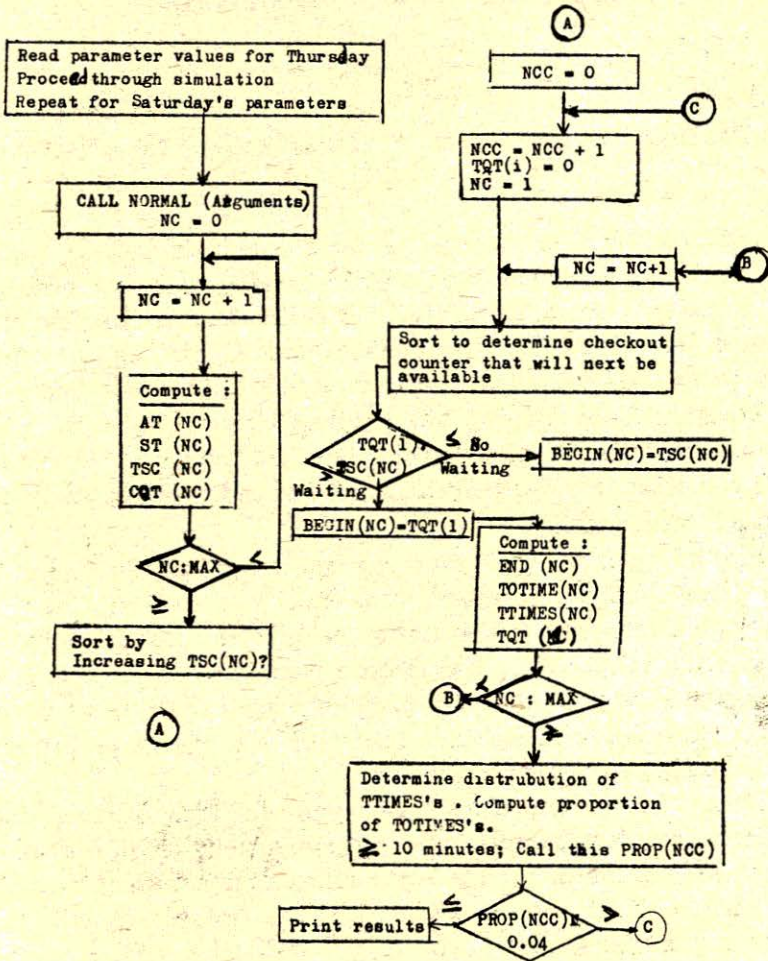 Read parameter values for Thursday
Proceed through simulation
Repeat for Saturday's parameters
CALL NORMAL (Arguments)
NC = 0
NC = NC + 1
Compute :
AT (NC)
ST (NC)
TSC (NC)
CQT (NC)
NC:MAX
<
≥
Sort by
Increasing TSC(NC)?
A
A
NCC = 0
C
NCC = NCC + 1
TQT(i) = 0
NC = 1
NC = NC+1
B
Sort to determine checkout
counter that will next be
available
TQT(1):
TSC(NC)
≤ No
Waiting
>
Waiting
BEGIN(NC)=TSC(NC)
BEGIN(NC)=TQT(1)
Compute :
END (NC)
TOTIME(NC)
TTIMES(NC)
TQT
B
<
NC : MAX
≥
Determine distrubution of
TTIMES's . Compute proportion
of TOTIMES's.
≥ 10 minutes; Call this PROP(NCC)
Print results
≤
PROP(NCC)
0.04
>
C